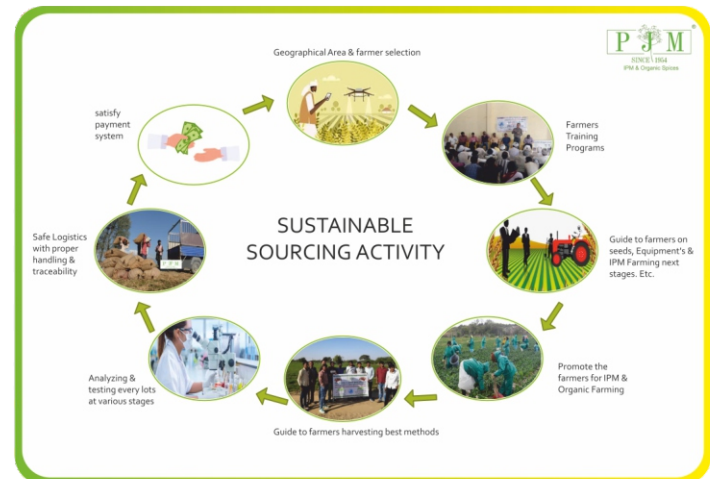 Geographical Area & farmer selection
PJM
SINCE 1954
IPM & Organic Spices
Farmers
Training
Programs
Guide to farmers on
seeds, Equipment's &
IPM Farming next
stages. Etc.
Promote the
farmers for IPM &
Organic Farming
Guide to farmers harvesting best methods
Analyzing &
testing every lots
at various stages
Safe Logistics
with proper
handling &
traceability
satisfy
payment
system
SUSTAINABLE
SOURCING ACTIVITY
PJM